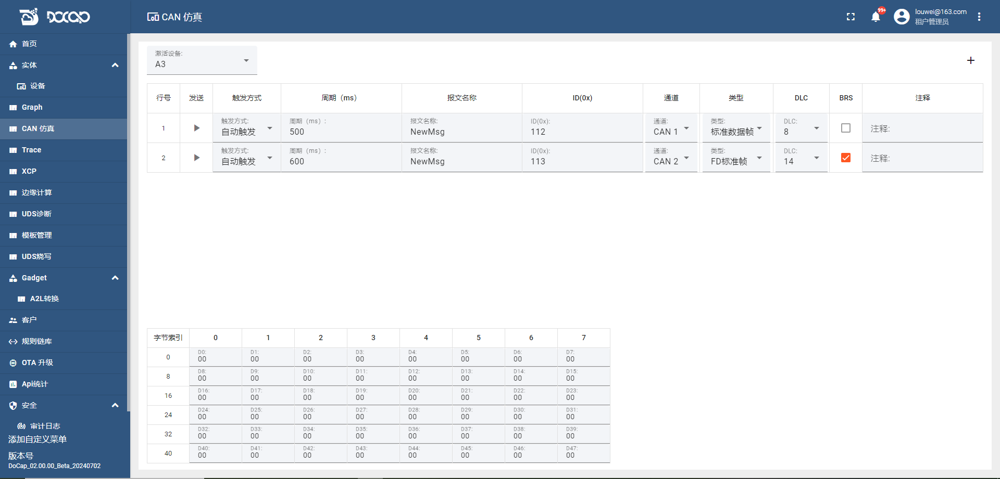 DOCAP
CAN 仿真
99+
louwei@163.com
租户管理员
首页
实体
设备
Graph
CAN 仿真
Trace
XCP
边缘计算
UDS诊断
模板管理
UDS烧写
Gadget
A2L转换
客户
规则链库
OTA 升级
Api统计
安全
审计日志
添加自定义菜单
版本号
DoCap_02.00.00_Beta_20240702
激活设备:
A3
行号 发送 触发方式 周期（ms） 报文名称 ID(0x) 通道 类型 DLC BRS 注释
触发方式: 周期（ms）: 报文名称: ID(0x): 通道: 类型: DLC:
1 自动触发 500 NewMsg 112 CAN 1 标准数据帧 8 注释:
触发方式: 周期（ms）: 报文名称: ID(0x): 通道: 类型: DLC:
2 自动触发 600 NewMsg 113 CAN 2 FD标准帧 14 注释:
字节索引 0 1 2 3 4 5 6 7
D0: D1: D2: D3: D4: D5: D6: D7:
0 00 00 00 00 00 00 00 00
D8: D9: D10: D11: D12: D13: D14: D15:
8 00 00 00 00 00 00 00 00
D16: D17: D18: D19: D20: D21: D22: D23:
16 00 00 00 00 00 00 00 00
D24: D25: D26: D27: D28: D29: D30: D31:
24 00 00 00 00 00 00 00 00
D32: D33: D34: D35: D36: D37: D38: D39:
32 00 00 00 00 00 00 00 00
D40: D41: D42: D43: D44: D45: D46: D47:
40 00 00 00 00 00 00 00 00